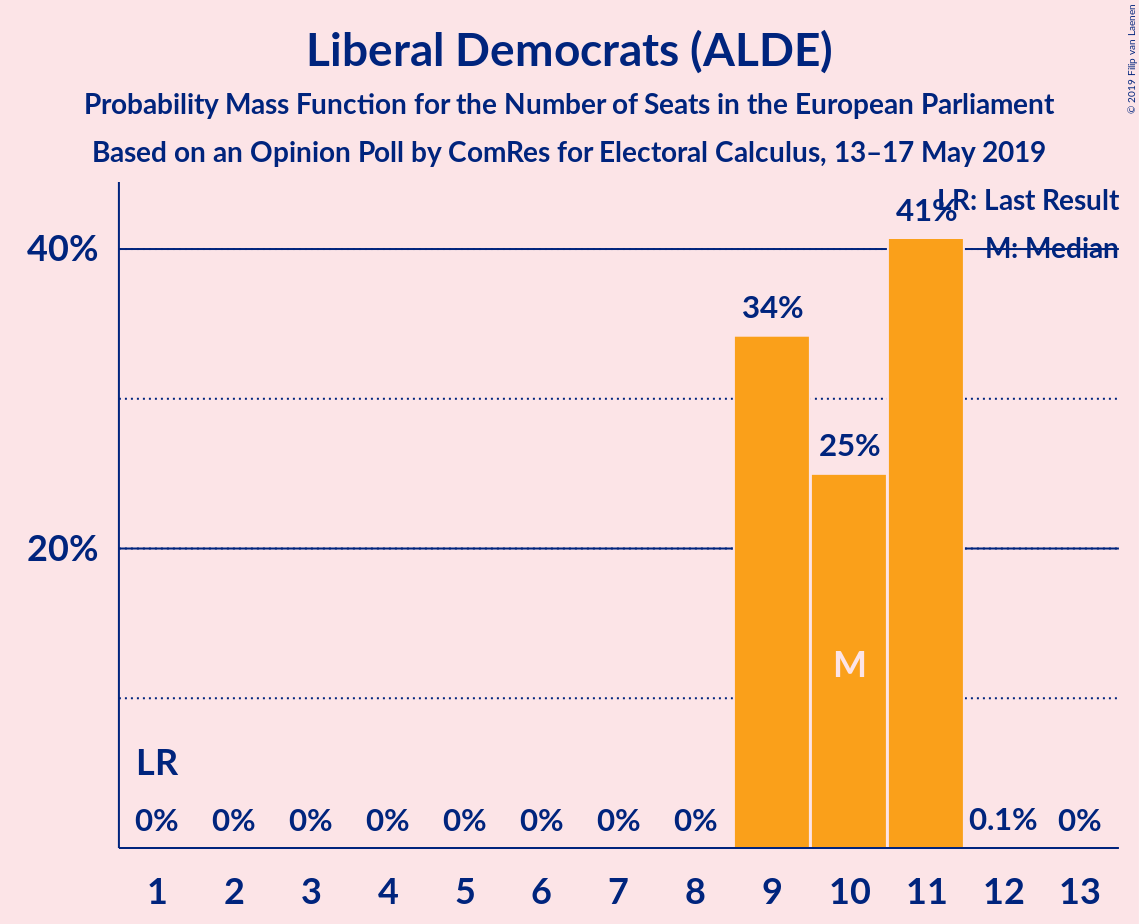 Liberal Democrats (ALDE)
Probability Mass Function for the Number of Seats in the European Parliament
Based on an Opinion Poll by ComRes for Electoral Calculus, 13–17 May 2019
© 2019 Filip van Laenen
LR: Last Result
M: Median
40%
20%
41%
34%
25%
M
LR
0% 0% 0% 0% 0% 0% 0% 0% 0.1% 0%
1 2 3 4 5 6 7 8 9 10 11 12 13